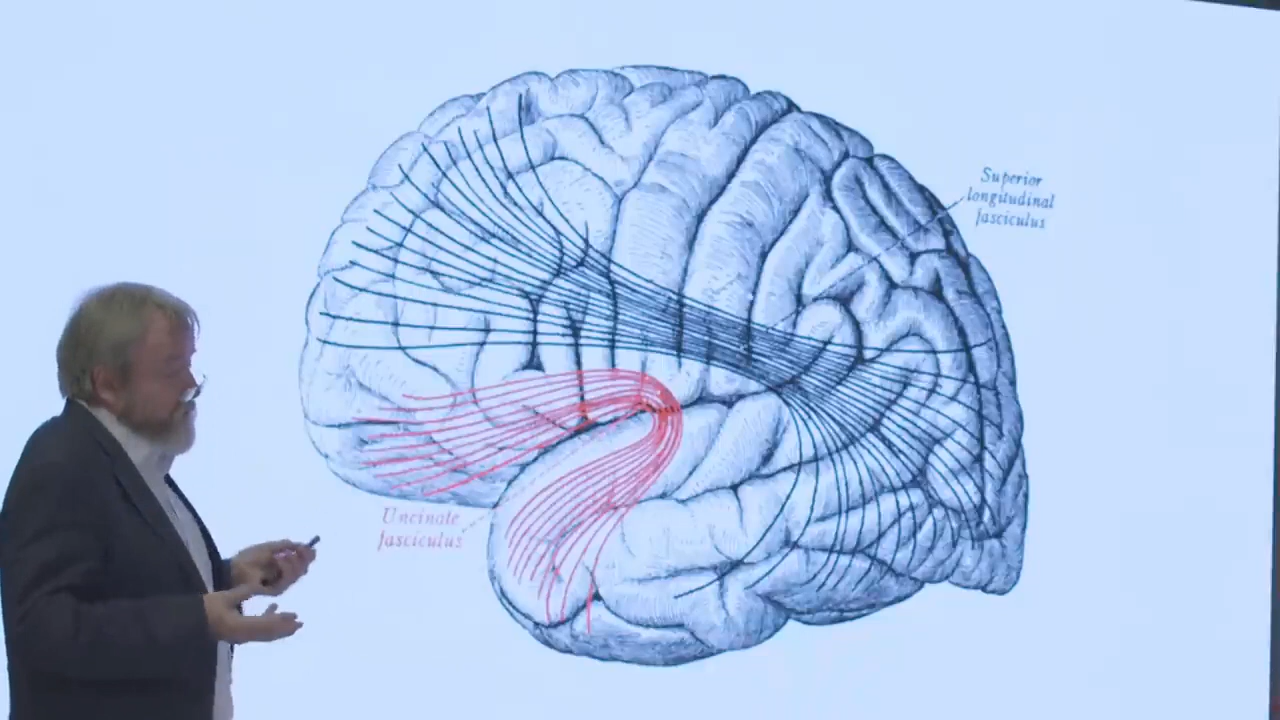 Superior
longitudinal
fasciculus
Uncinate
fasciculus